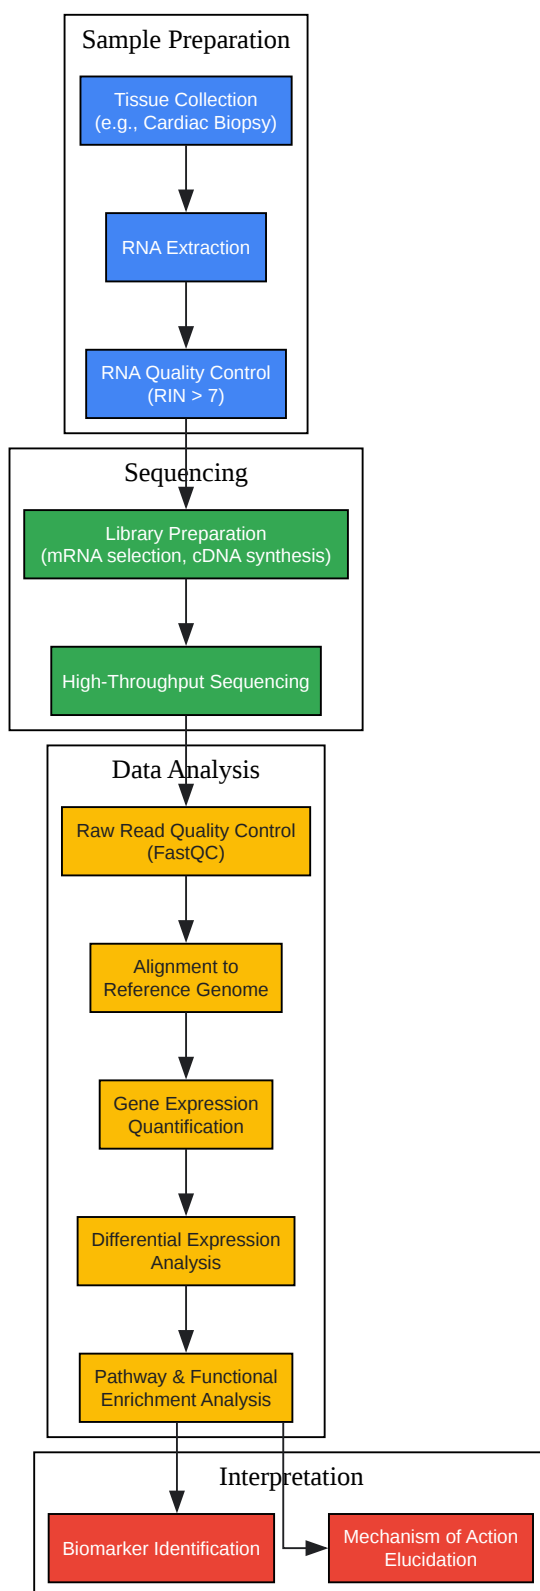 Sample Preparation
Tissue Collection
(e.g., Cardiac Biopsy)
RNA Extraction
RNA Quality Control
(RIN > 7)
Sequencing
Library Preparation
(mRNA selection, cDNA synthesis)
High-Throughput Sequencing
Data Analysis
Raw Read Quality Control
(FastQC)
Alignment to
Reference Genome
Gene Expression
Quantification
Differential Expression
Analysis
Pathway & Functional
Enrichment Analysis
Interpretation
Biomarker Identification
Mechanism of Action
Elucidation